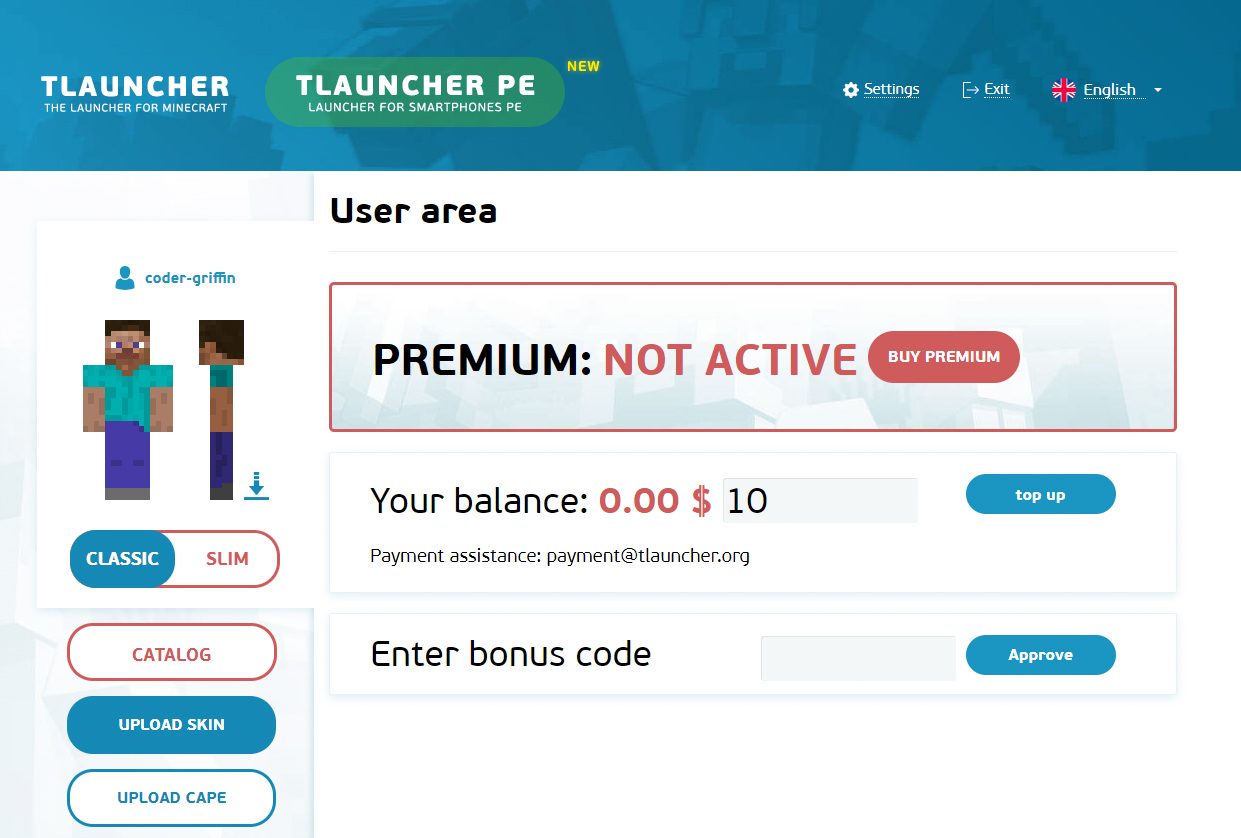 TLAUNCHER
THE LAUNCHER FOR MINECRAFT
TLAUNCHER PE
LAUNCHER FOR SMARTPHONES PE
NEW
Settings
Exit
English
User area
coder-griffin
PREMIUM: NOT ACTIVE
BUY PREMIUM
Your balance: 0.00 $ 10
top up
Payment assistance: payment@tlauncher.org
CLASSIC
SLIM
Enter bonus code
Approve
CATALOG
UPLOAD SKIN
UPLOAD CAPE